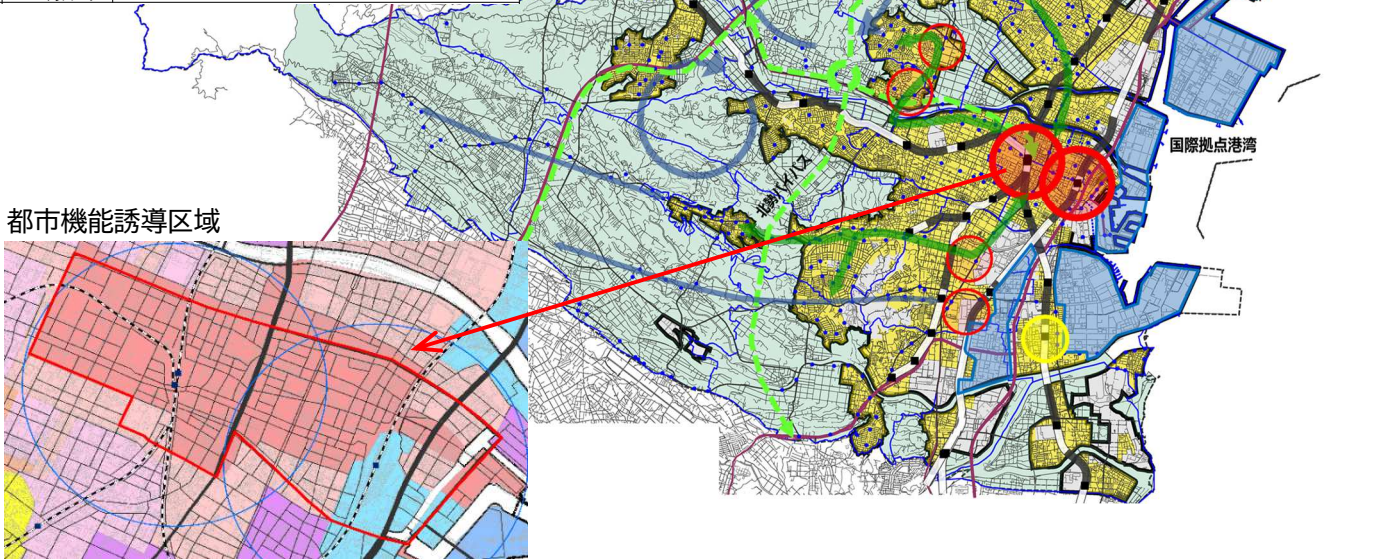 国際拠点港湾
北勢バイパス
都市機能誘導区域